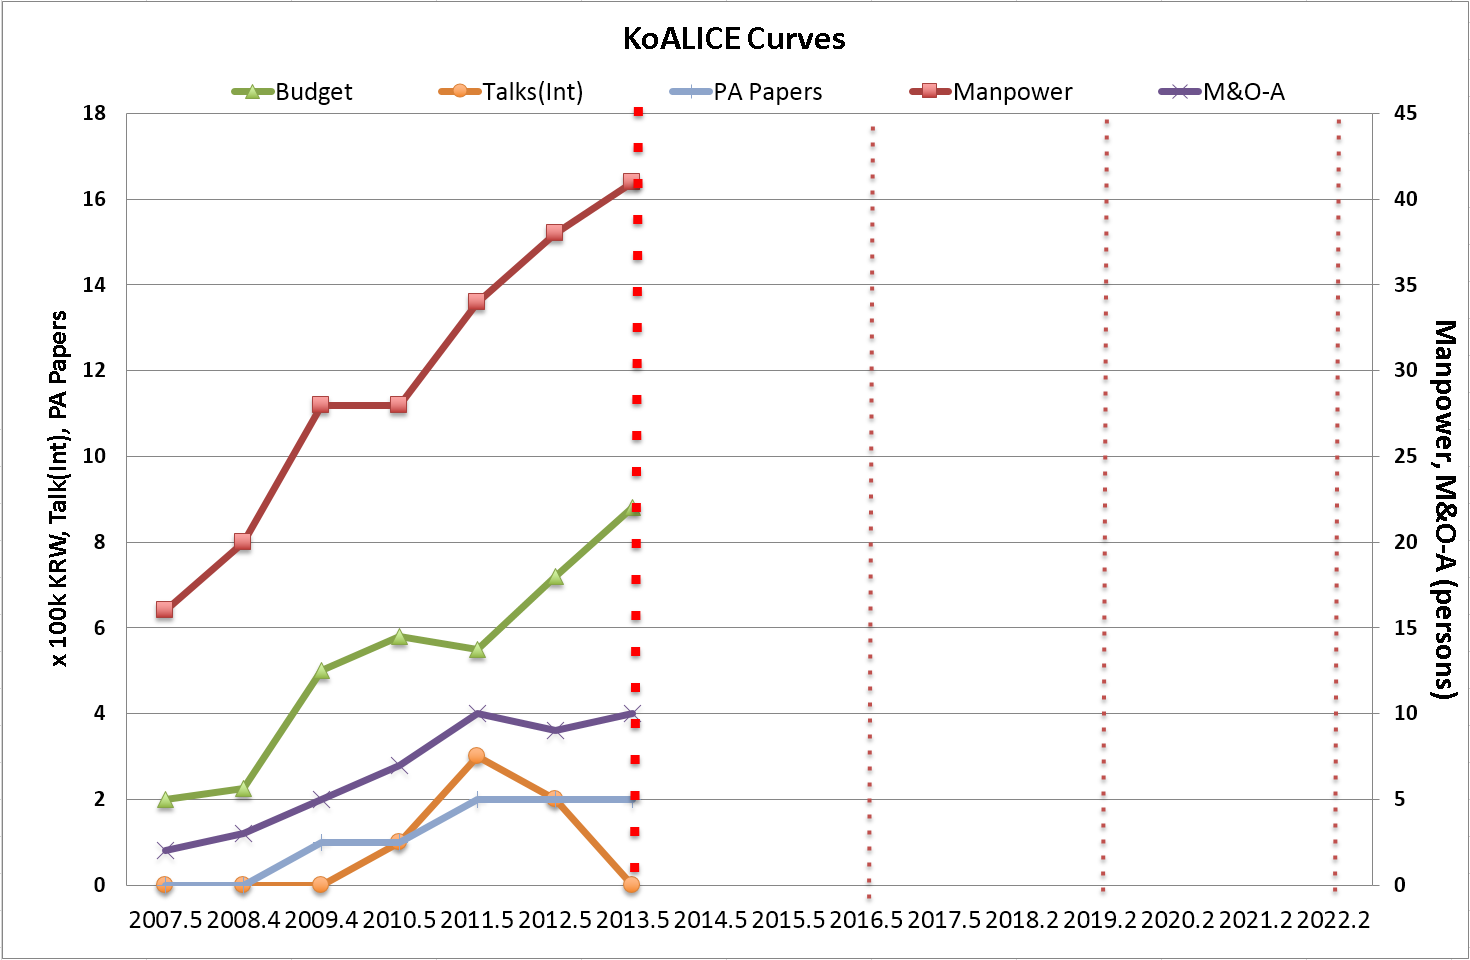 KoALICE Curves
Budget Talks(Int) PA Papers Manpower M&O-A
18 45
16 40
14 35
12 30
10 25
8 20
6 15
4 10
2 5
0 0
x 100k KRW, Talk(Int), PA Papers
Manpower, M&O-A (persons)
2007.5 2008.4 2009.4 2010.5 2011.5 2012.5 2013.5 2014.5 2015.5 2016.5 2017.5 2018.2 2019.2 2020.2 2021.2 2022.2